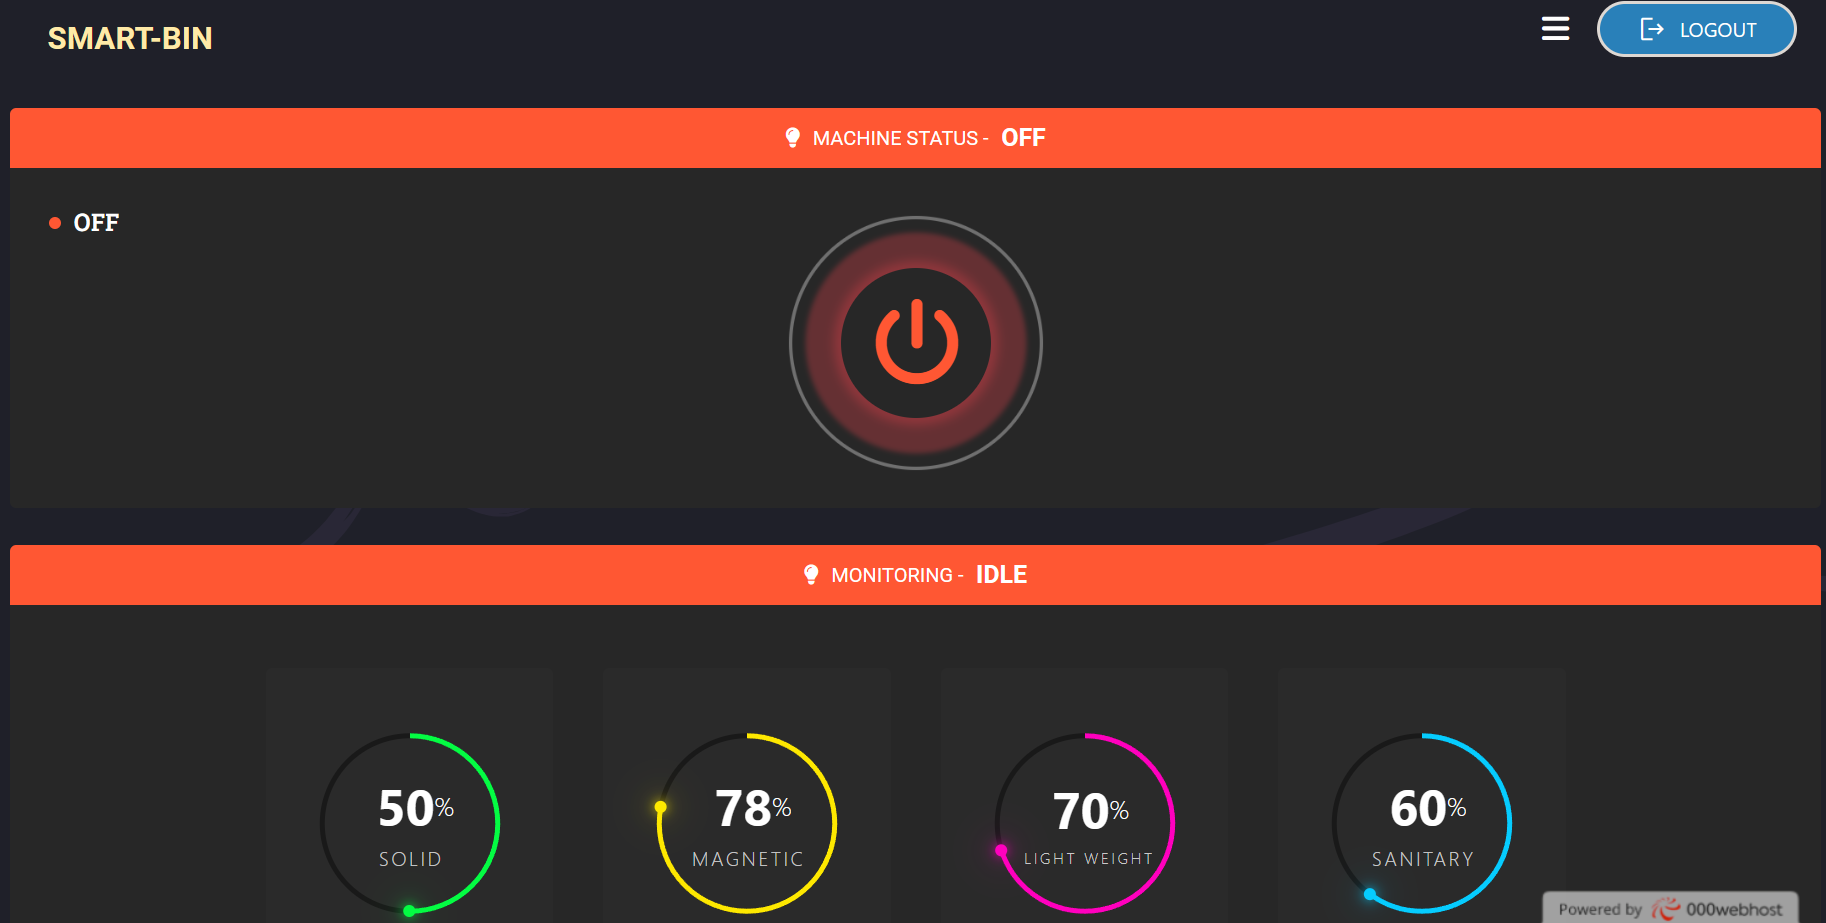 SMART-BIN
LOGOUT
MACHINE STATUS - OFF
OFF
MONITORING - IDLE
50%
SOLID
78%
MAGNETIC
70%
LIGHT WEIGHT
60%
SANITARY
Powered by 000webhost